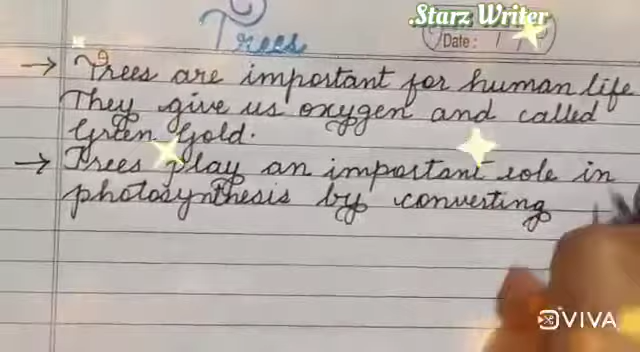 .Starz Writer
Trees
Date: / /
→ Trees are important for human life
They give us oxygen and called
Green Gold.
→ Trees play an important role in
photosynthesis by converting
VIVA